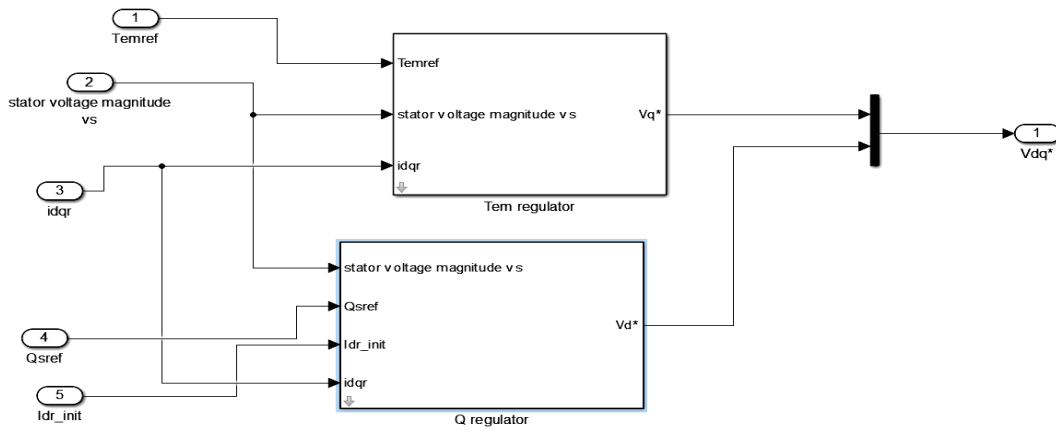 1
Temref
2
stator voltage magnitude
vs
3
idqr
Temref
stator voltage magnitude vs
idqr
Vq*
Tem regulator
1
Vdq*
stator voltage magnitude vs
Qsref
Idr_init
idqr
Vd*
Q regulator
4
Qsref
5
Idr_init